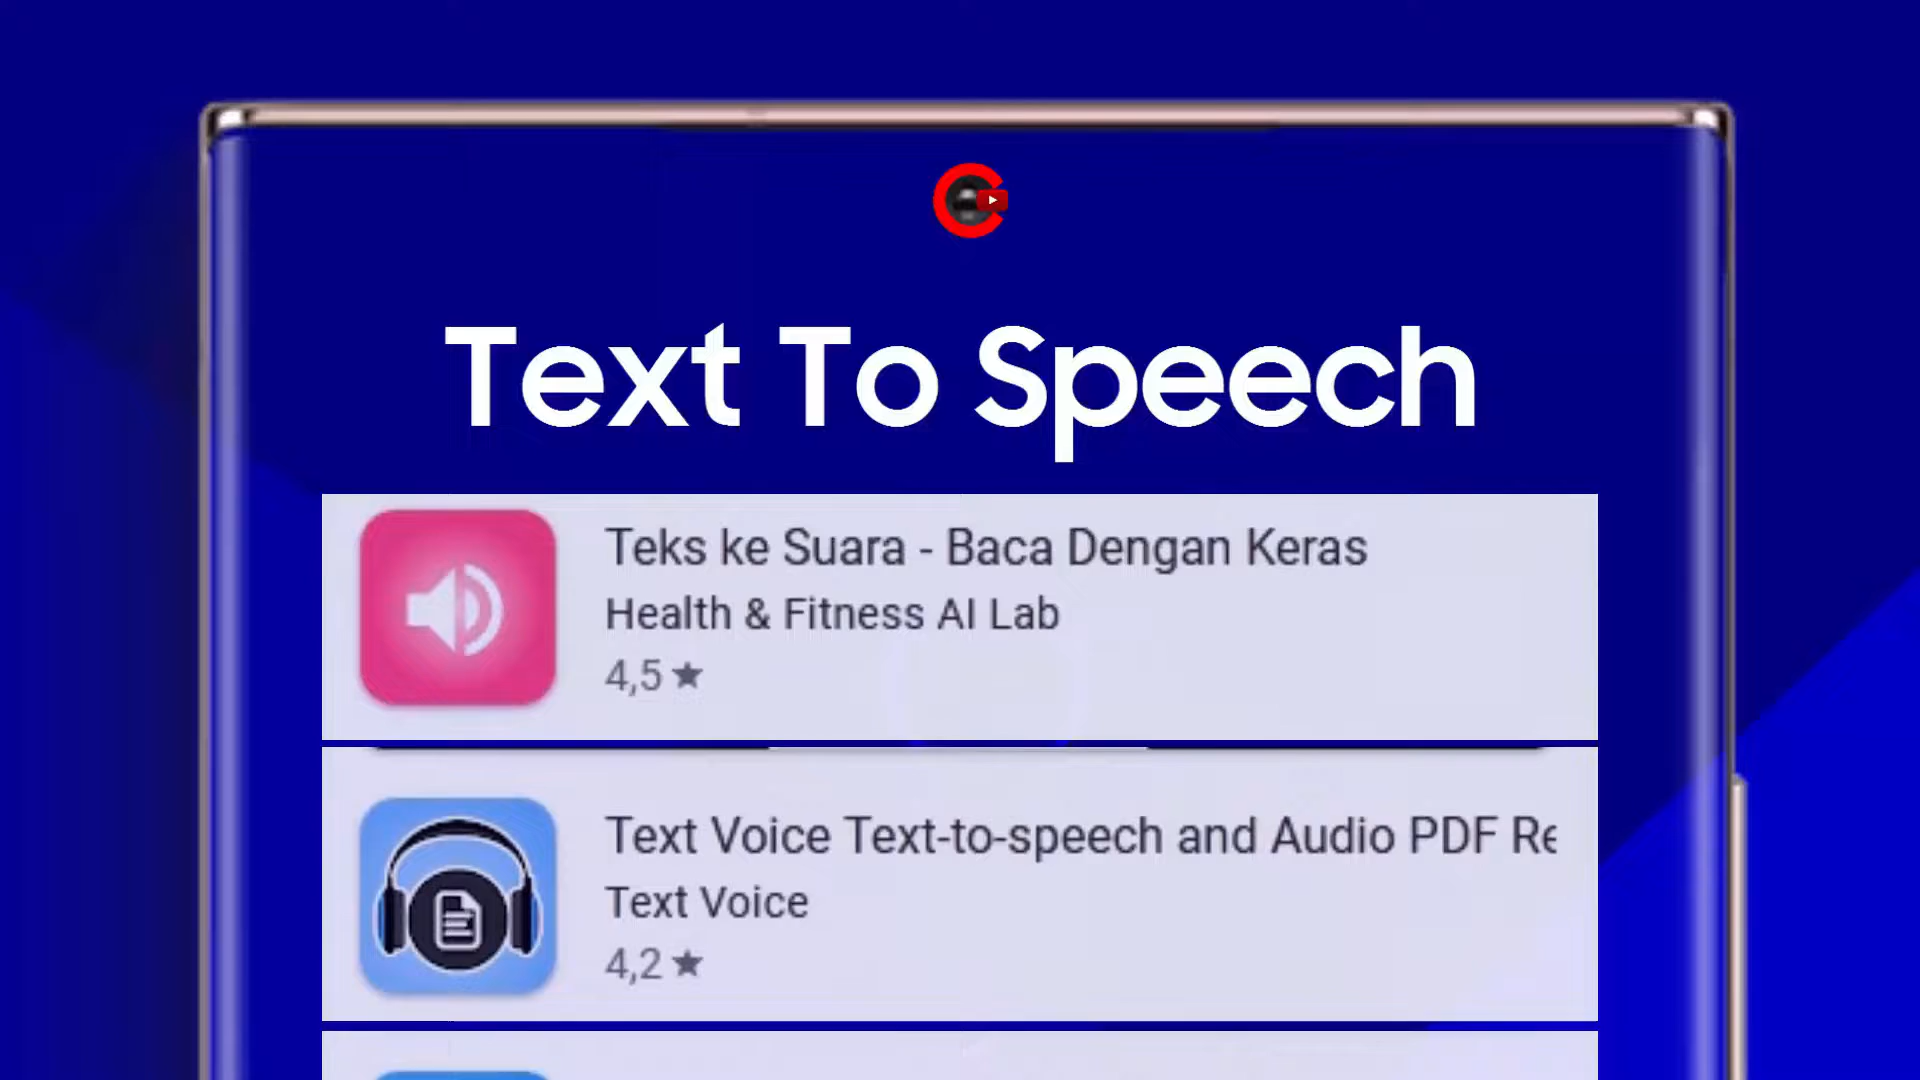 Text To Speech
Teks ke Suara - Baca Dengan Keras
Health & Fitness AI Lab
4,5 ★
Text Voice Text-to-speech and Audio PDF Re
Text Voice
4,2 ★